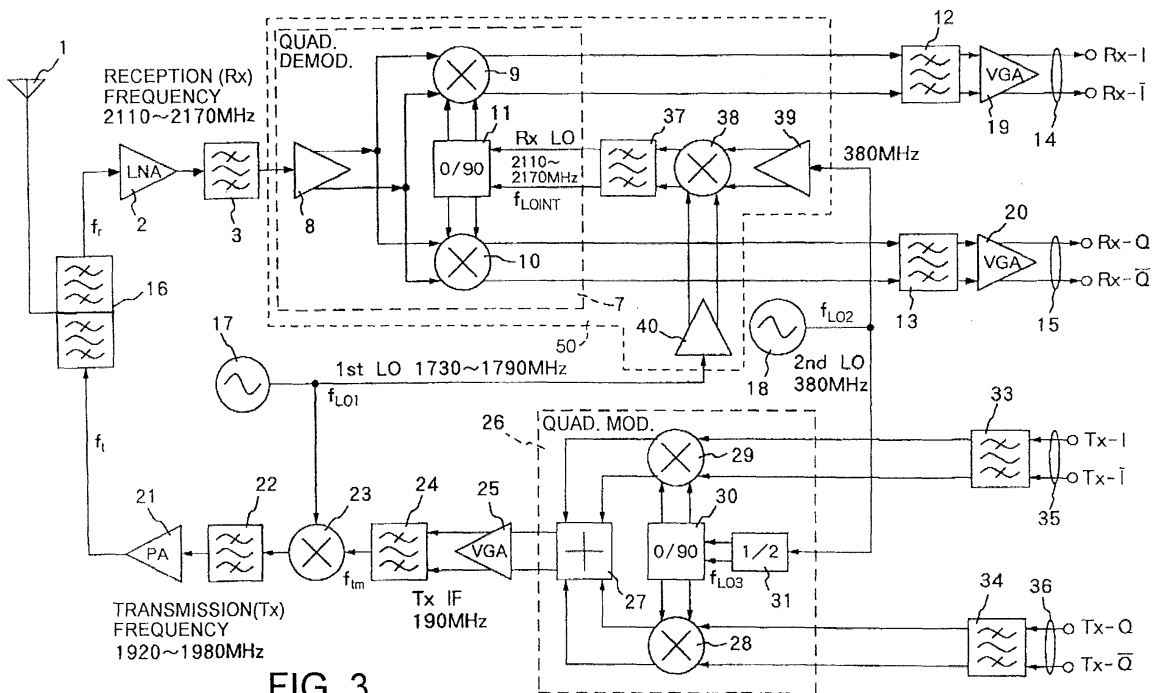 1
RECEPTION (Rx)
FREQUENCY
2110~2170MHz
LNA
2
3
fr
16
17
ft
QUAD.
DEMOD.
8
9
11
0/90
10
7
50
Rx LO
2110~
2170MHz
fLOINT
37
38
39
380MHz
40
12
VGA
19
14
Rx-I
Rx-Ī
20
VGA
13
15
Rx-Q
Rx-Q̅
18
fLO2
2nd LO
380MHz
1st LO 1730~1790MHz
fLO1
21
PA
22
23
24
25
VGA
ftm
Tx IF
190MHz
TRANSMISSION(Tx)
FREQUENCY
1920~1980MHz
26
QUAD. MOD.
29
30
0/90
1/2
fLO3
31
27
28
33
Tx-I
Tx-Ī
35
34
36
Tx-Q
Tx-Q̅
FIG. 3